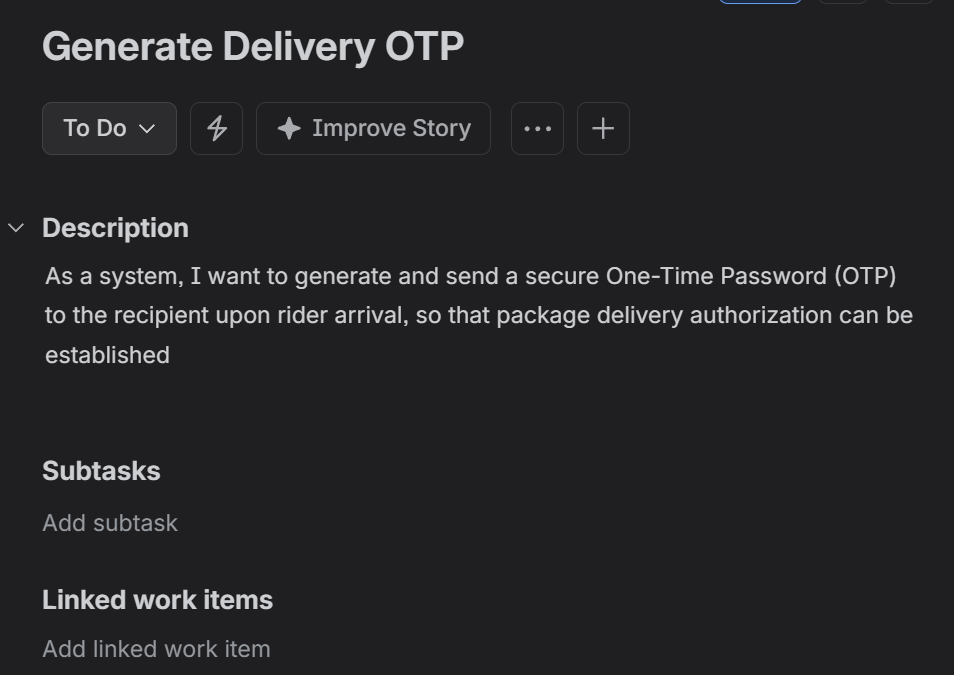 Generate Delivery OTP
To Do
Improve Story
Description
As a system, I want to generate and send a secure One-Time Password (OTP)
to the recipient upon rider arrival, so that package delivery authorization can be
established
Subtasks
Add subtask
Linked work items
Add linked work item